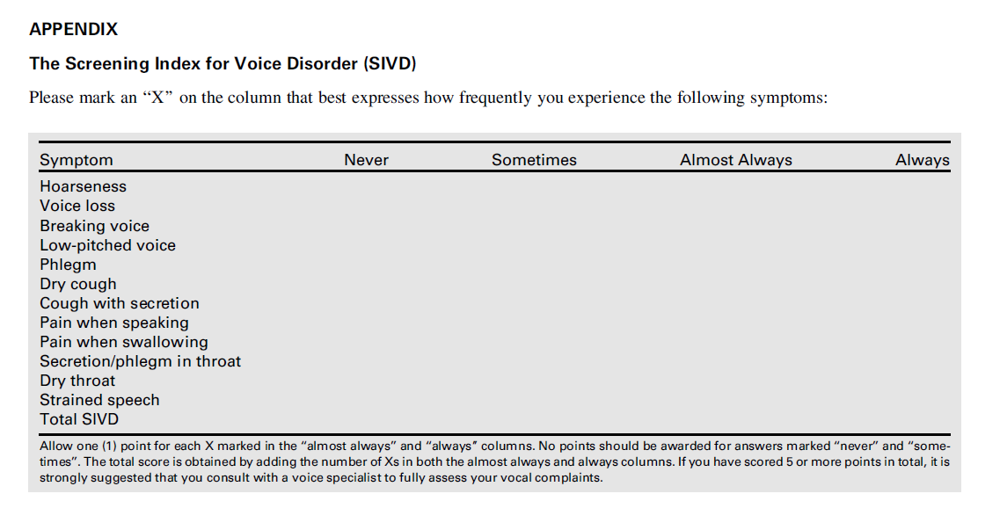 APPENDIX
The Screening Index for Voice Disorder (SIVD)
Please mark an “X” on the column that best expresses how frequently you experience the following symptoms:
Symptom Never Sometimes Almost Always Always
Hoarseness
Voice loss
Breaking voice
Low-pitched voice
Phlegm
Dry cough
Cough with secretion
Pain when speaking
Pain when swallowing
Secretion/phlegm in throat
Dry throat
Strained speech
Total SIVD
Allow one (1) point for each X marked in the “almost always” and “always” columns. No points should be awarded for answers marked “never” and “some-
times”. The total score is obtained by adding the number of Xs in both the almost always and always columns. If you have scored 5 or more points in total, it is
strongly suggested that you consult with a voice specialist to fully assess your vocal complaints.